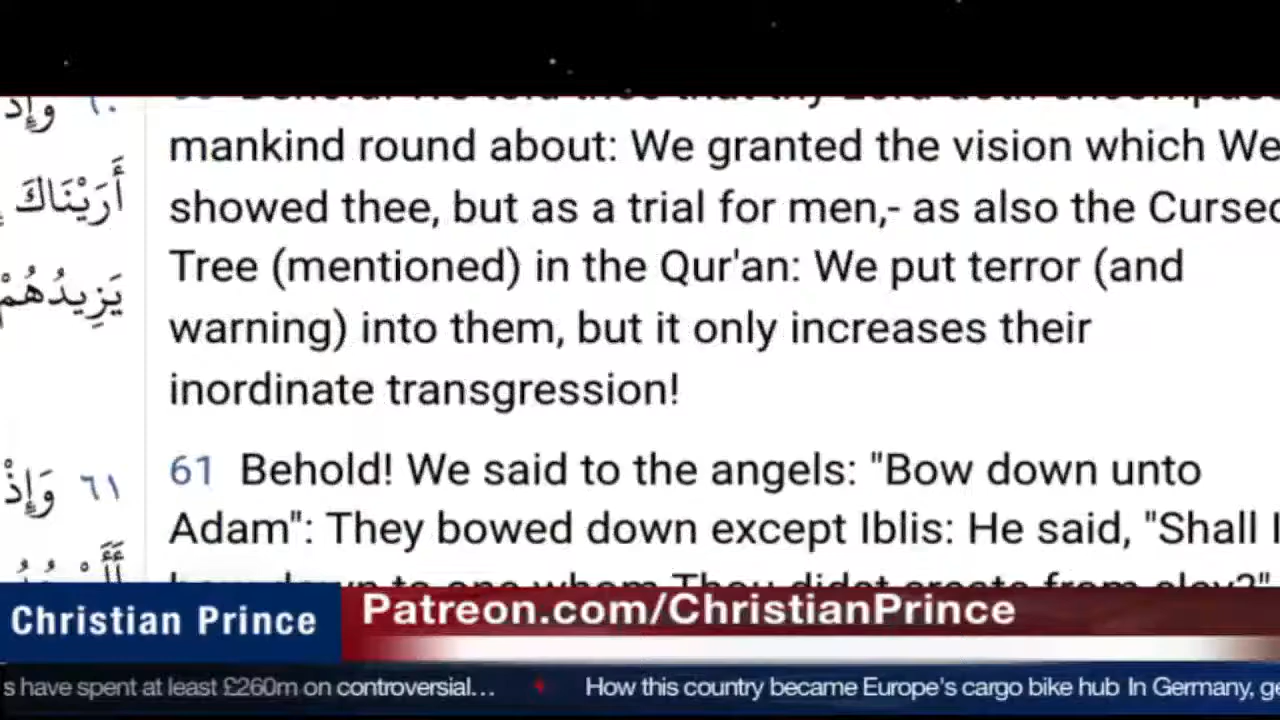 وَإِذْ ٦٠
mankind round about: We granted the vision which We
أَرَيْنَاكَ
showed thee, but as a trial for men,- as also the Cursed
Tree (mentioned) in the Qur'an: We put terror (and
يَزِيدُهُمْ
warning) into them, but it only increases their
inordinate transgression!
61 Behold! We said to the angels: "Bow down unto
وَإِذْ ٦١
Adam": They bowed down except Iblis: He said, "Shall I
Christian Prince
Patreon.com/ChristianPrince
s have spent at least £260m on controversial...
How this country became Europe's cargo bike hub In Germany, ge